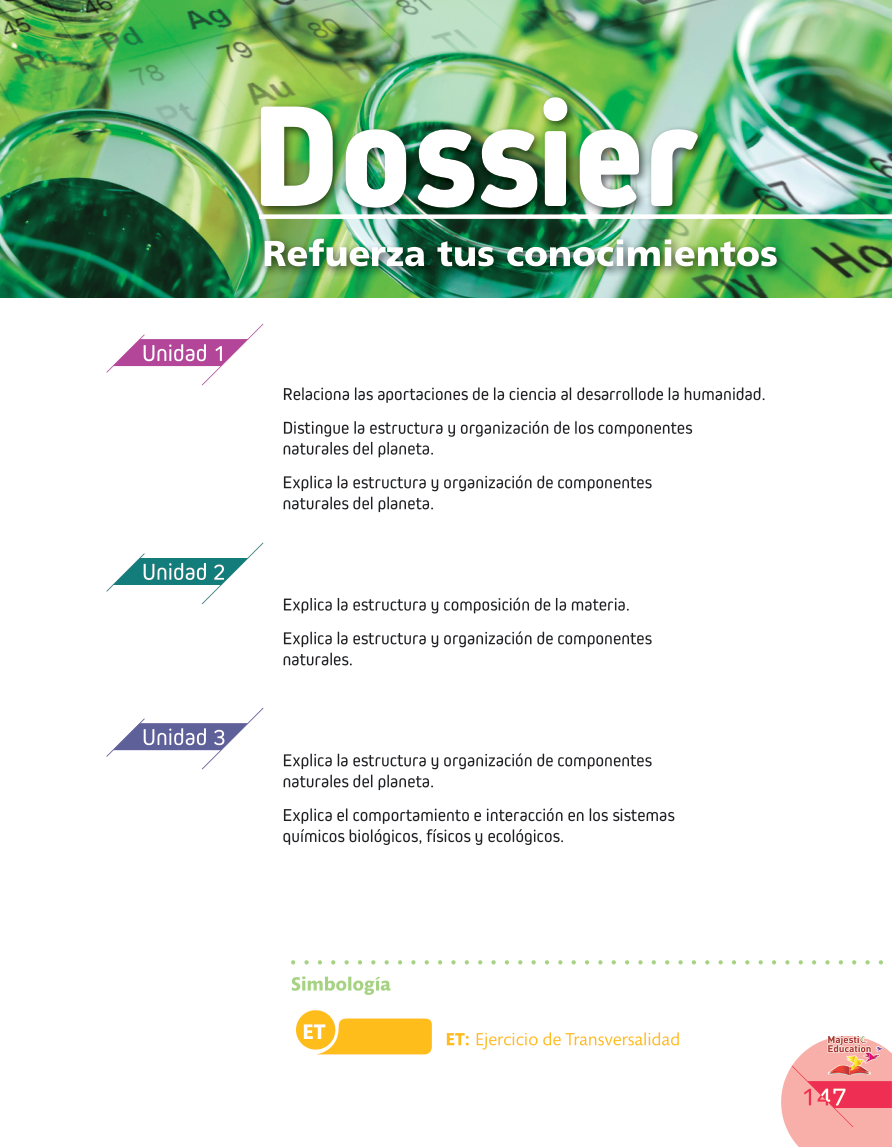 45
46
Rh
Pd
Ag
78
79
80
81
Pt
Au
Tl
67
Dy
Ho
Dossier
Refuerza tus conocimientos
Unidad 1
Relaciona las aportaciones de la ciencia al desarrollode la humanidad.
Distingue la estructura y organización de los componentes
naturales del planeta.
Explica la estructura y organización de componentes
naturales del planeta.
Unidad 2
Explica la estructura y composición de la materia.
Explica la estructura y organización de componentes
naturales.
Unidad 3
Explica la estructura y organización de componentes
naturales del planeta.
Explica el comportamiento e interacción en los sistemas
químicos biológicos, físicos y ecológicos.
Simbología
ET
ET: Ejercicio de Transversalidad
Majestic
Education
147